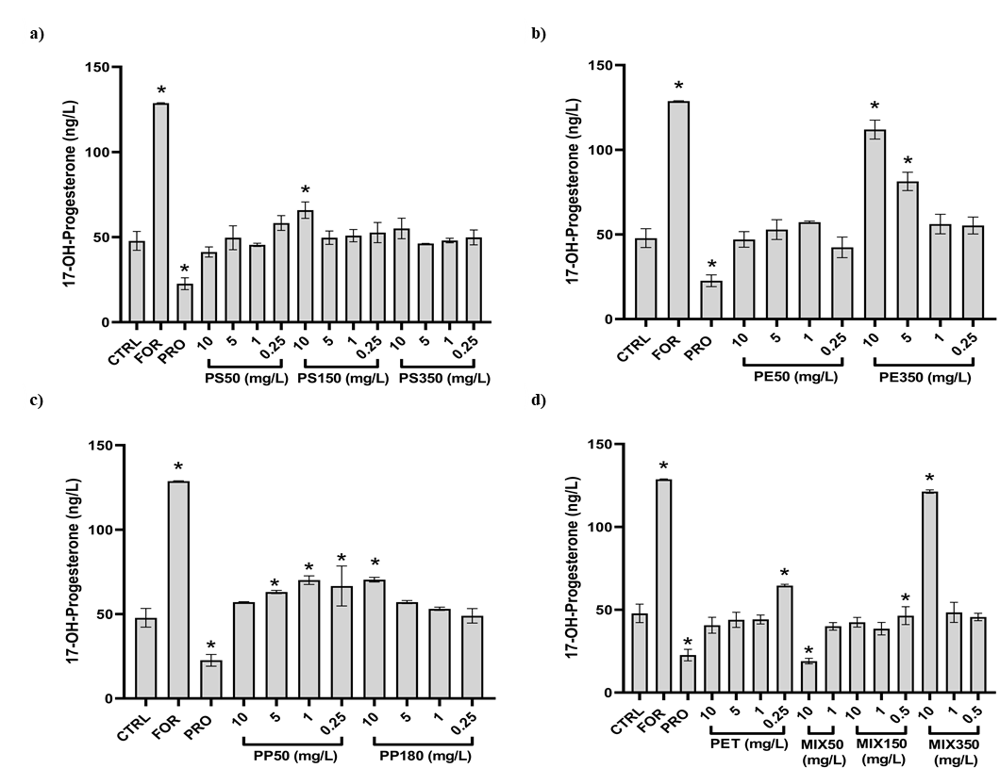 a)
17-OH-Progesterone (ng/L)
150
*
100
*
50
*
0
CTRL FOR PRO 10 5 1 0.25 10 5 1 0.25 10 5 1 0.25
PS50 (mg/L) PS150 (mg/L) PS350 (mg/L)
b)
17-OH-Progesterone (ng/L)
150
* *
100
*
50
*
0
CTRL FOR PRO 10 5 1 0.25 10 5 1 0.25
PE50 (mg/L) PE350 (mg/L)
c)
17-OH-Progesterone (ng/L)
150
*
100
* * * *
50
*
0
CTRL FOR PRO 10 5 1 0.25 10 5 1 0.25
PP50 (mg/L) PP180 (mg/L)
d)
17-OH-Progesterone (ng/L)
150
* *
100
* *
50
* *
0
CTRL FOR PRO 10 5 1 0.25 10 1 10 1 0.5 10 1 0.5
PET (mg/L) MIX50 MIX150 MIX350
(mg/L) (mg/L) (mg/L)